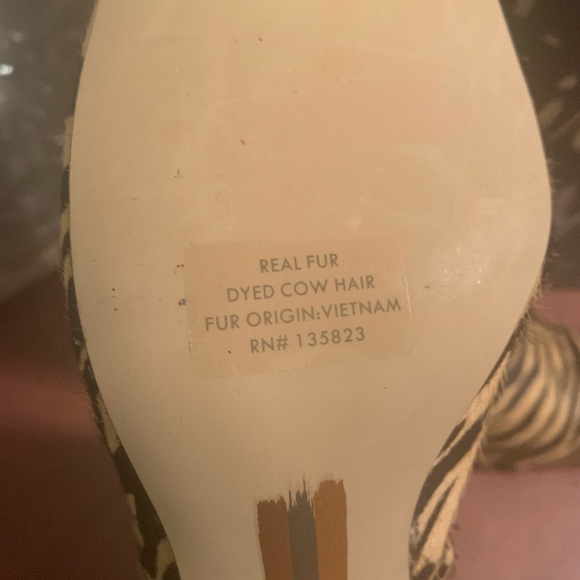 REAL FUR
DYED COW HAIR
FUR ORIGIN:VIETNAM
RN# 135823